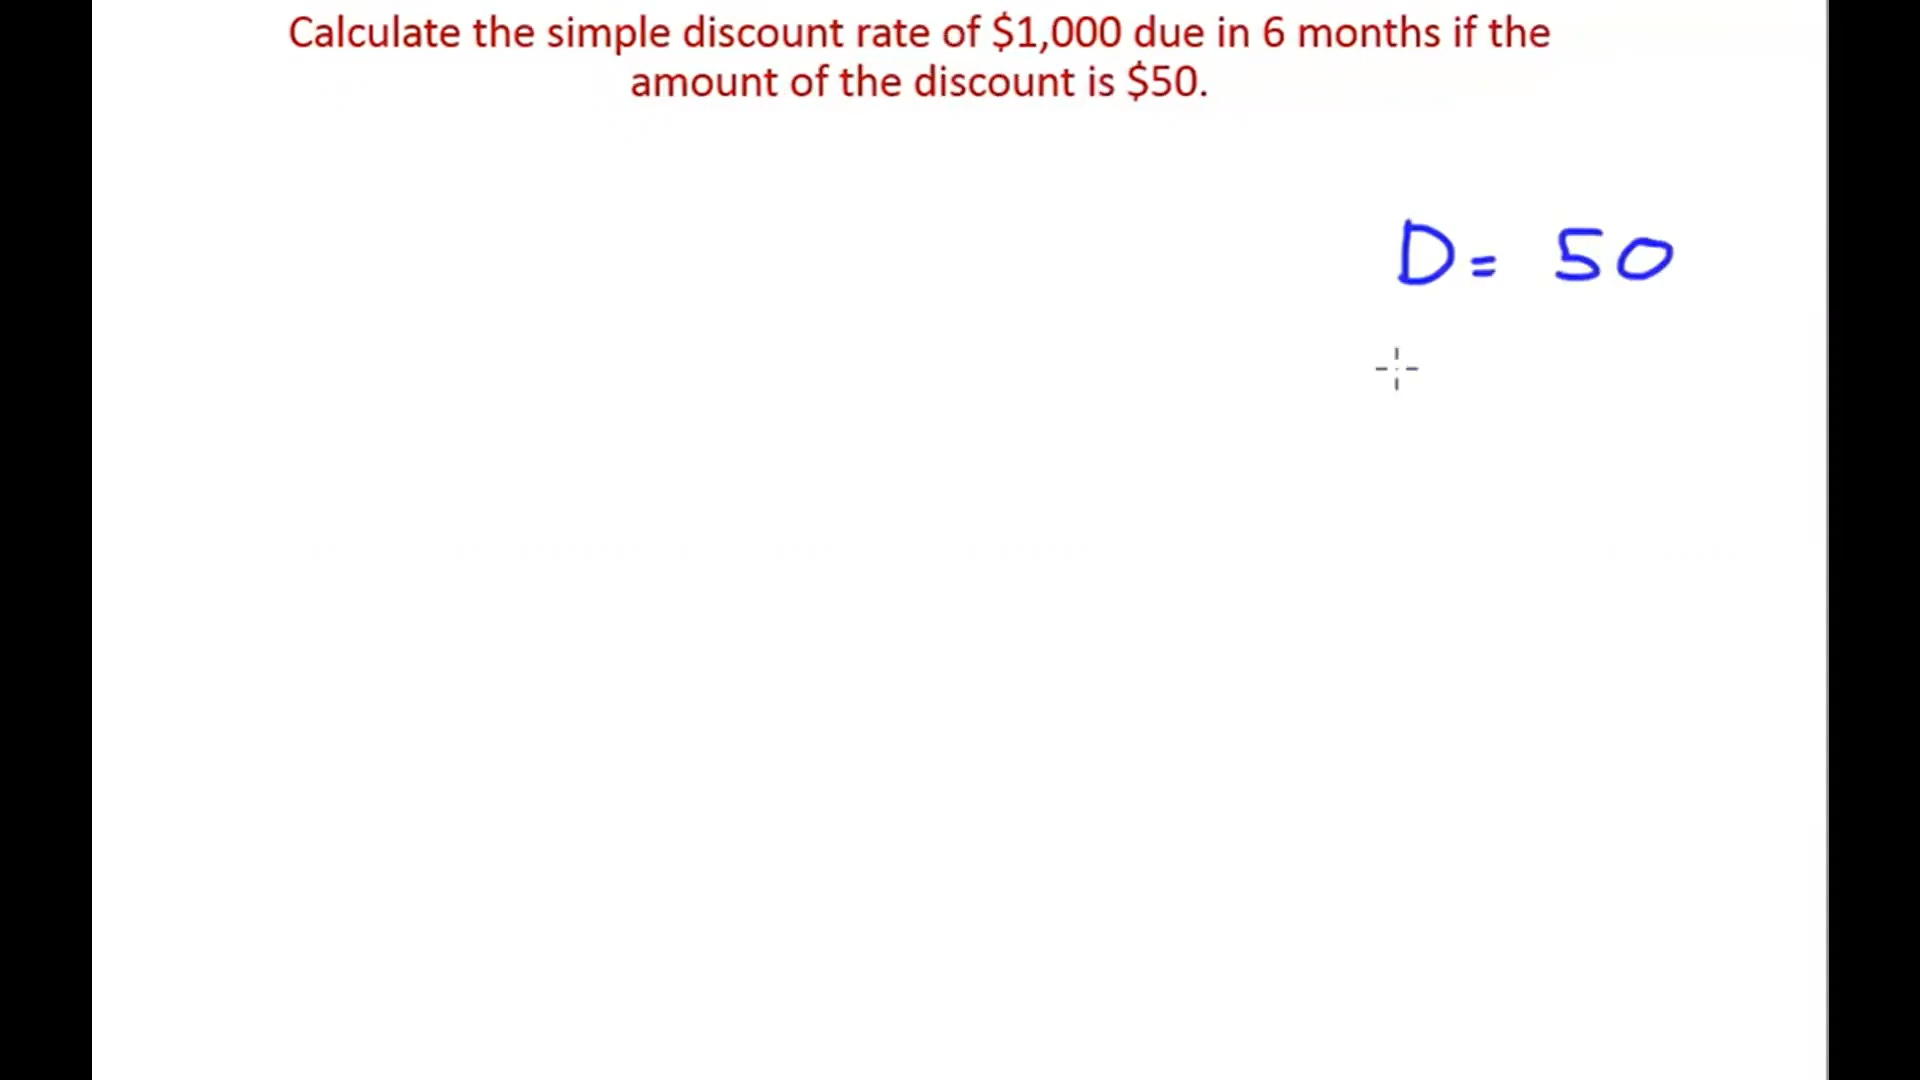 Calculate the simple discount rate of $1,000 due in 6 months if the
amount of the discount is $50.
D= 50